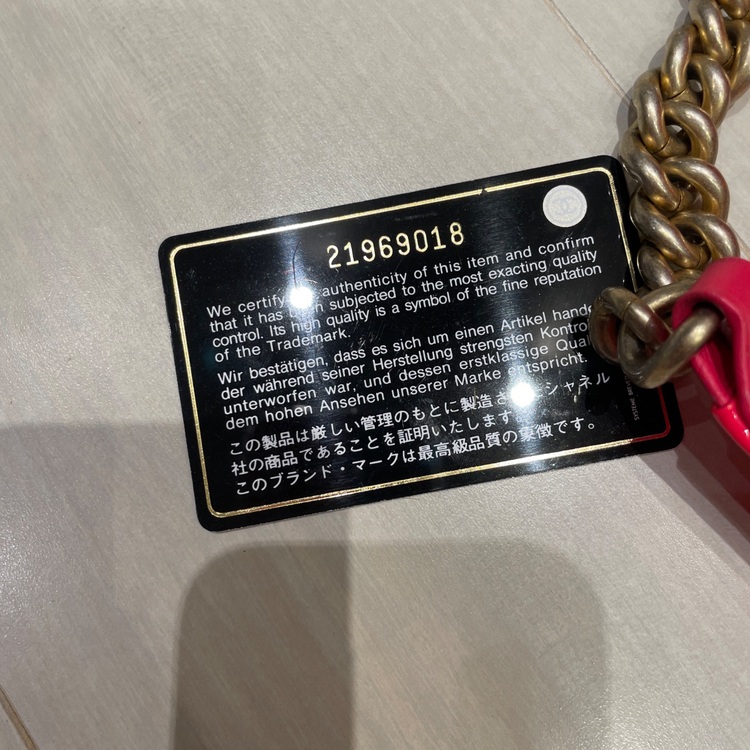 21969018
We certify authenticity of this item and confirm
that it has been subjected to the most exacting quality
control. Its high quality is a symbol of the fine reputation
of the Trademark.
Wir bestätigen, dass es sich um einen Artikel hande
der während seiner Herstellung strengsten Kontrol
unterworfen war, und dessen erstklassige Qual
dem hohen Ansehen unserer Marke entspricht.
この製品は厳しい管理のもとに製造さ シャネル
社の商品であることを証明いたします
このブランド・マークは最高級品質の象徴です。